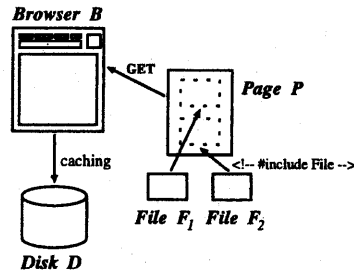 Browser B
GET
Page P
caching
<!-- #include File -->
File F1 File F2
Disk D